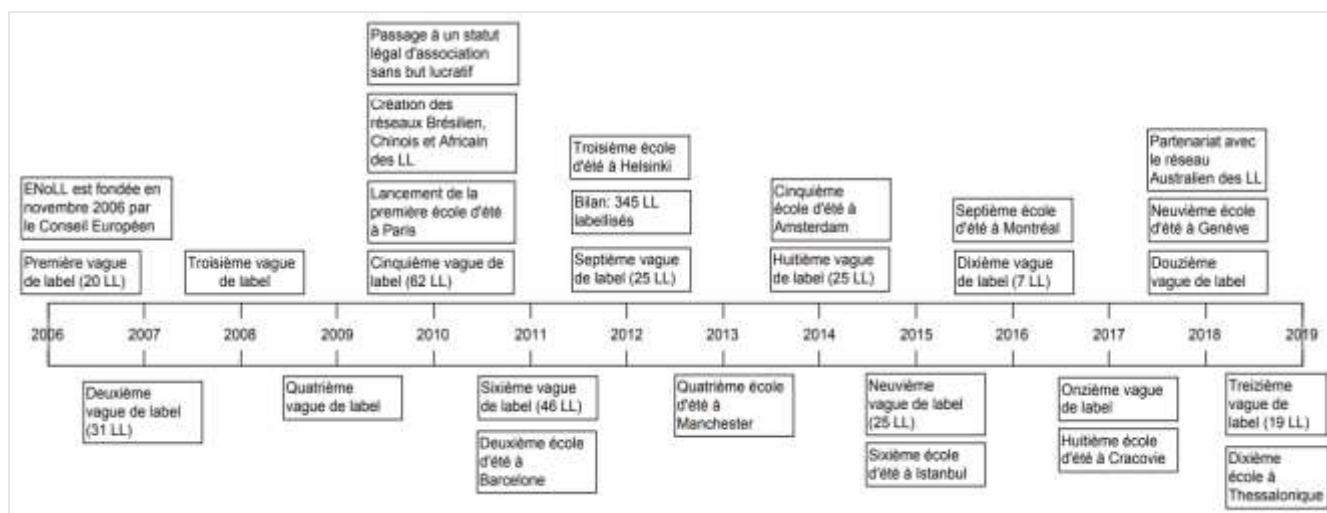 Passage à un statut
légal d'association
sans but lucratif
Création des
réseaux Brésilien,
Chinois et Africain
des LL
Troisième école
d'été à Helsinki
Partenariat avec
le réseau
Australien des LL
ENoLL est fondée en
novembre 2006 par
le Conseil Européen
Lancement de la
première école d'été
à Paris
Bilan: 345 LL
labellisés
Cinquième
école d'été à
Amsterdam
Septième école
d'été à Montréal
Neuvième école
d'été à Genève
Première vague
de label (20 LL)
Troisième vague
de label
Cinquième vague de
label (62 LL)
Septième vague
de label (25 LL)
Huitième vague
de label (25 LL)
Dixième vague
de label (7 LL)
Douzième
vague de label
2006 2007 2008 2009 2010 2011 2012 2013 2014 2015 2016 2017 2018 2019
Deuxième
vague de label
(31 LL)
Quatrième
vague de label
Sixième vague
de label (46 LL)
Quatrième école
d'été à
Manchester
Neuvième
vague de label
(25 LL)
Onzième vague
de label
Treizième
vague de
label (19 LL)
Deuxième école
d'été à
Barcelone
Sixième école
d'été à Istanbul
Huitième école
d'été à Cracovie
Dixième
école à
Thessalonique